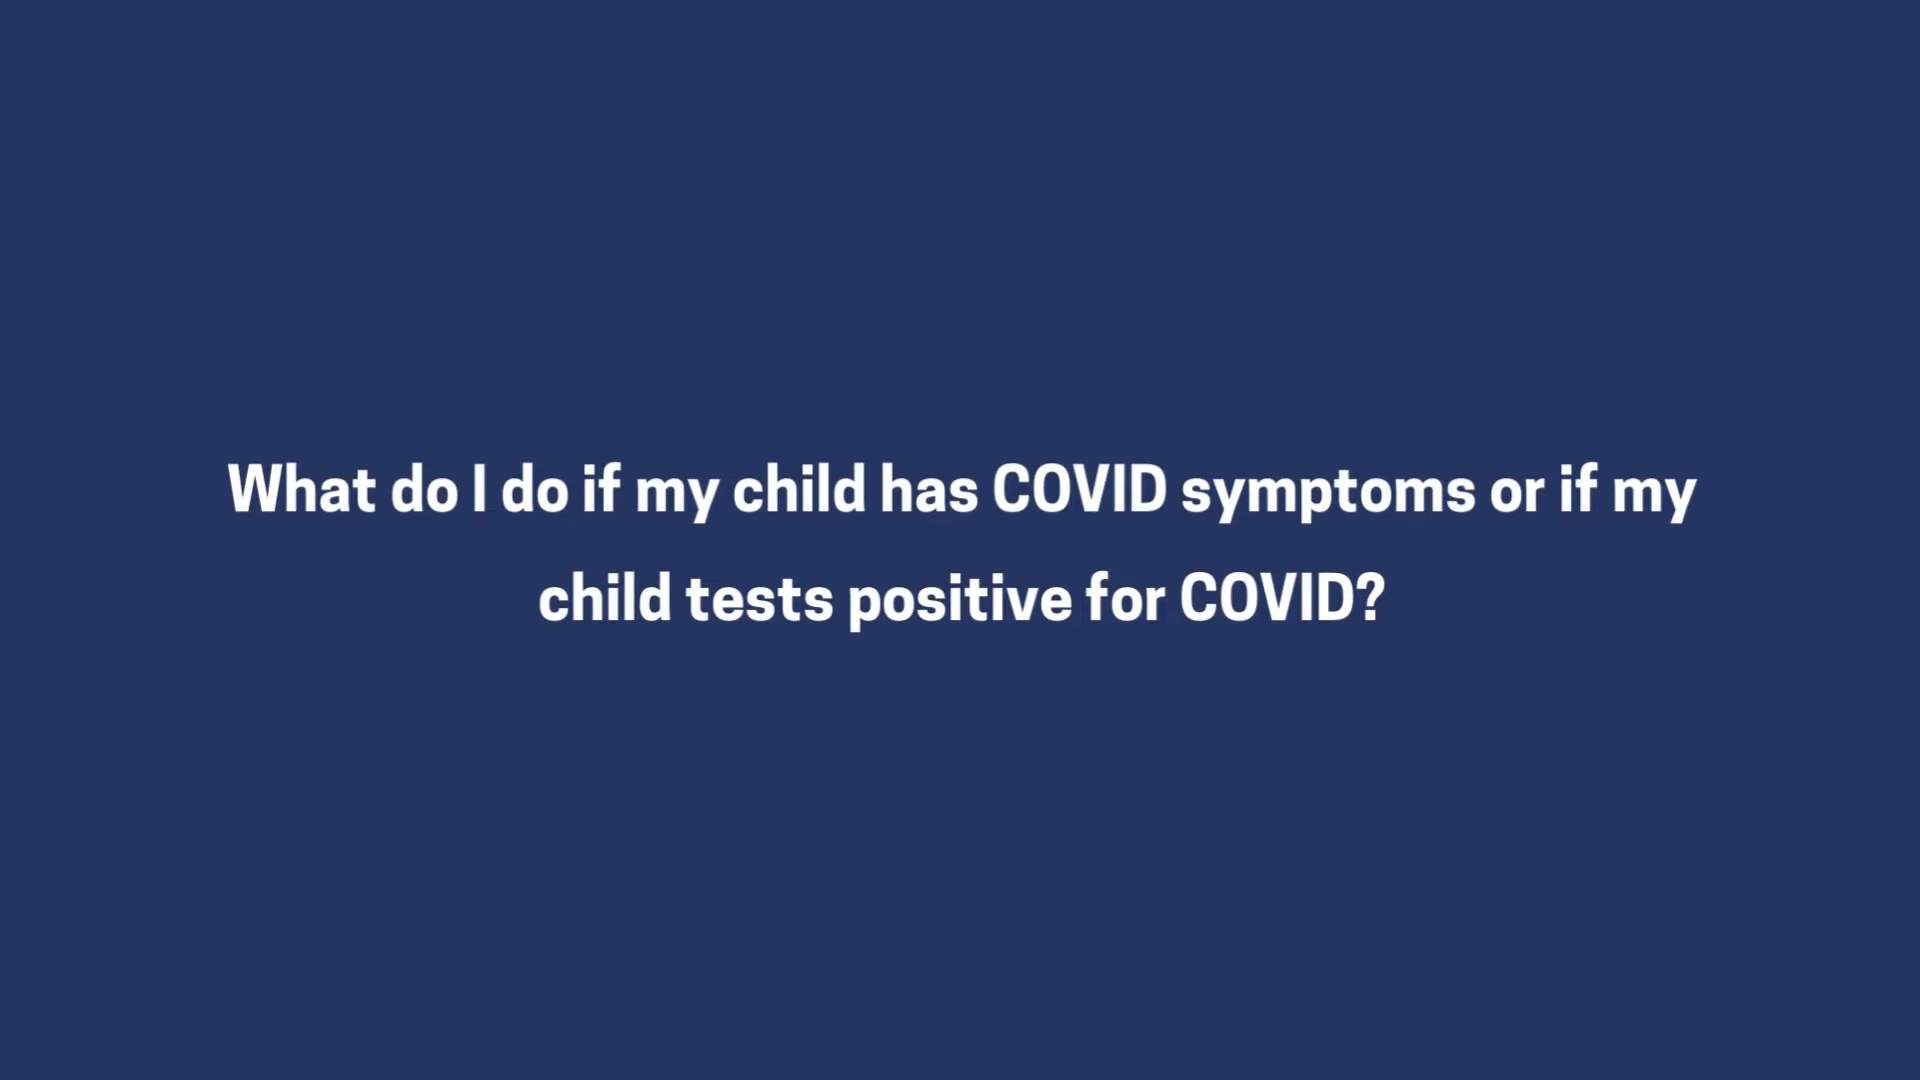 What do I do if my child has COVID symptoms or if my
child tests positive for COVID?